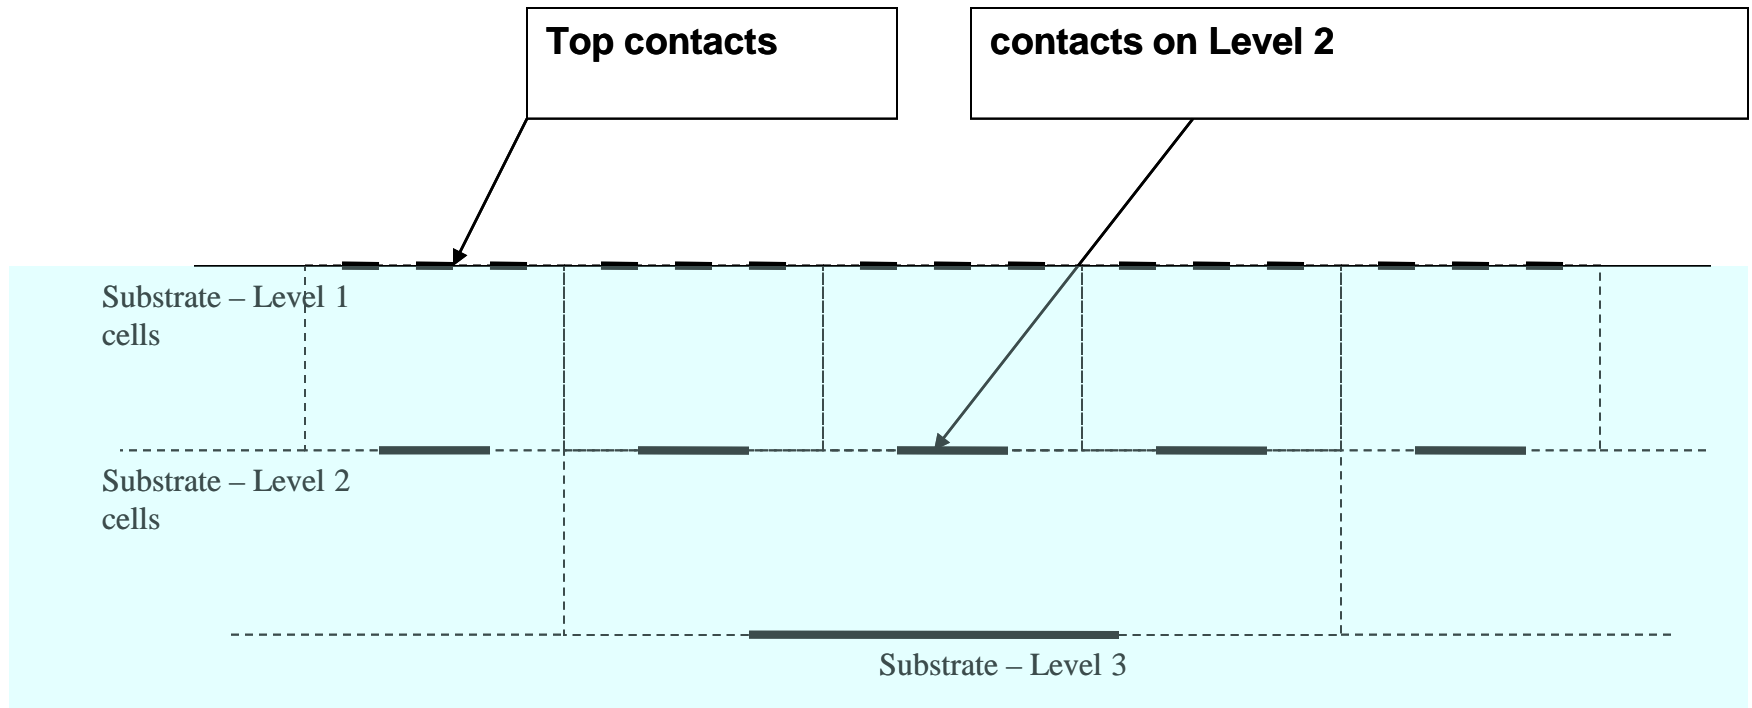 Top contacts
contacts on Level 2
Substrate – Level 1
cells
Substrate – Level 2
cells
Substrate – Level 3